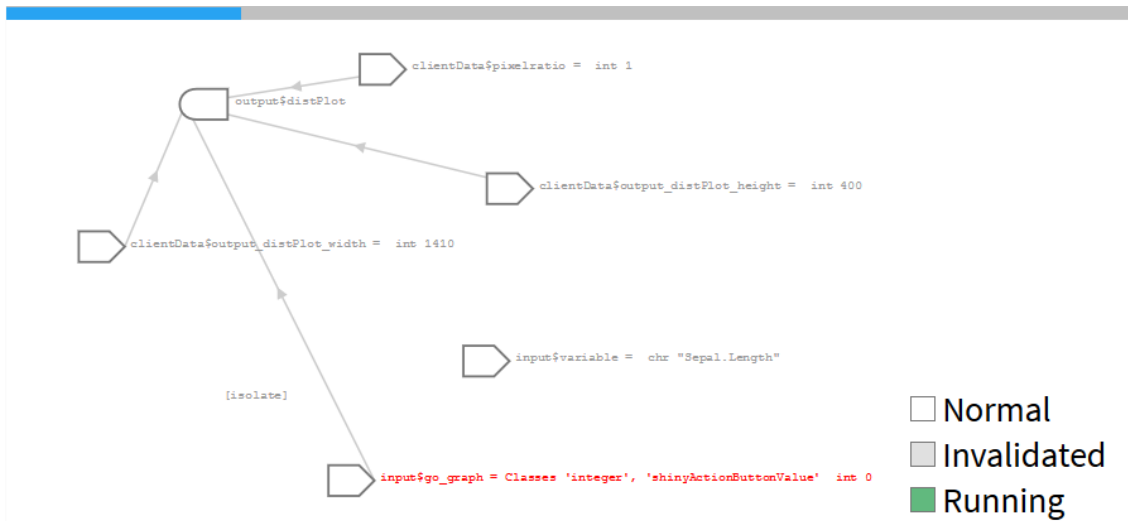 clientData$pixelratio =  int 1
output$distPlot
clientData$output_distPlot_height =  int 400
clientData$output_distPlot_width =  int 1410
input$variable =  chr "Sepal.Length"
[isolate]
input$go_graph = Classes 'integer', 'shinyActionButtonValue'  int 0
Normal
Invalidated
Running